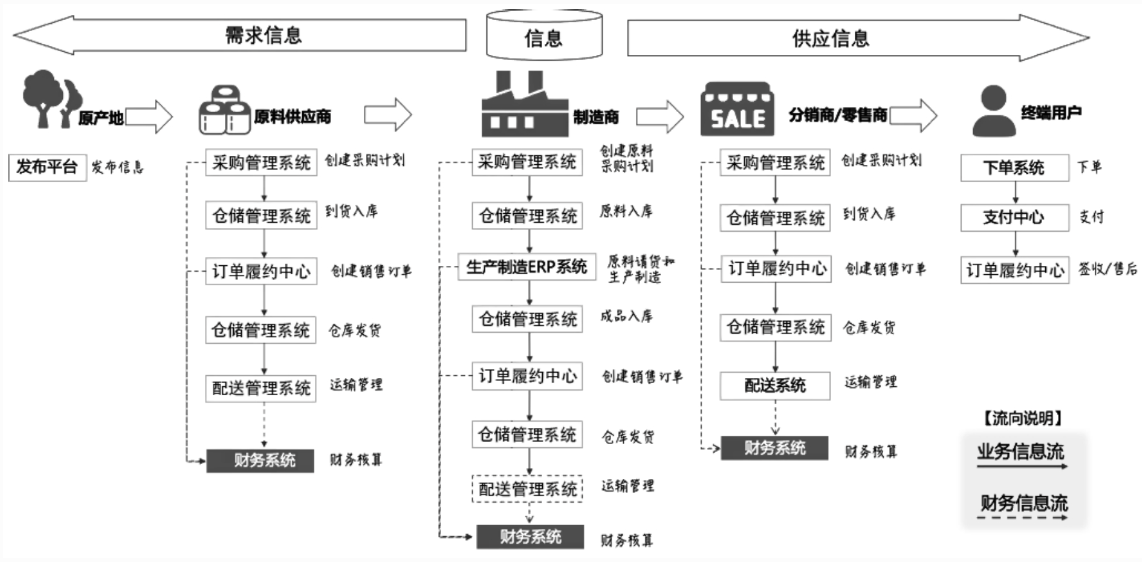 需求信息
信息
供应信息
原产地
原料供应商
制造商
SALE
分销商/零售商
终端用户
发布平台
发布信息
采购管理系统
创建采购计划
仓储管理系统
到货入库
订单履约中心
创建销售订单
仓储管理系统
仓库发货
配送管理系统
运输管理
财务系统
财务核算
采购管理系统
创建原料
采购计划
仓储管理系统
原料入库
生产制造ERP系统
原料请货和
生产制造
仓储管理系统
成品入库
订单履约中心
创建销售订单
仓储管理系统
仓库发货
配送管理系统
运输管理
财务系统
财务核算
采购管理系统
创建采购计划
仓储管理系统
到货入库
订单履约中心
创建销售订单
仓储管理系统
仓库发货
配送系统
运输管理
财务系统
财务核算
下单系统
下单
支付中心
支付
订单履约中心
签收/售后
【流向说明】
业务信息流
财务信息流